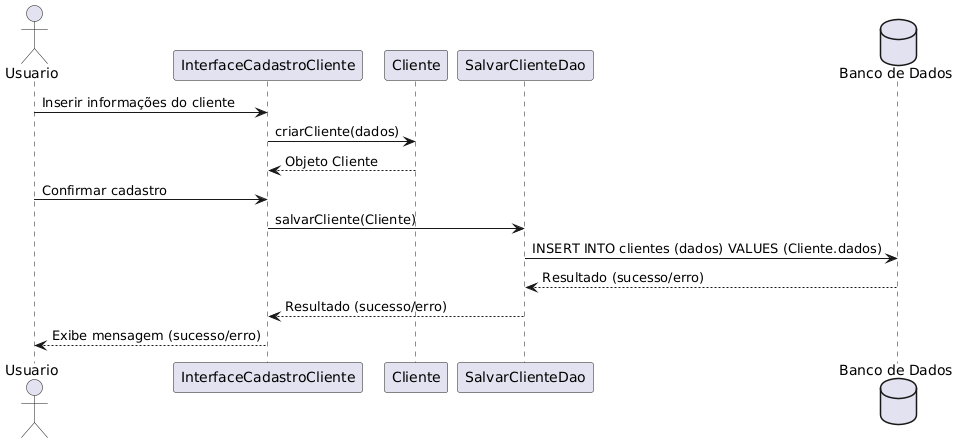 Usuario
InterfaceCadastroCliente
Cliente
SalvarClienteDao
Banco de Dados
Inserir informações do cliente
criarCliente(dados)
Objeto Cliente
Confirmar cadastro
salvarCliente(Cliente)
INSERT INTO clientes (dados) VALUES (Cliente.dados)
Resultado (sucesso/erro)
Resultado (sucesso/erro)
Exibe mensagem (sucesso/erro)
Usuario
InterfaceCadastroCliente
Cliente
SalvarClienteDao
Banco de Dados